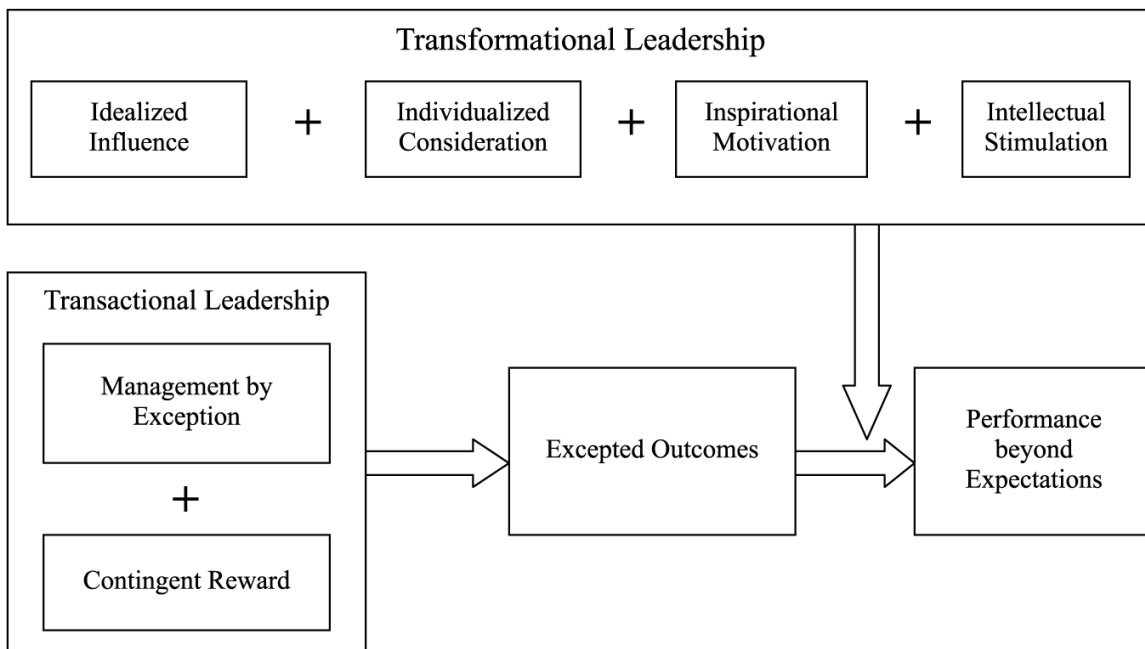 Transformational Leadership
Idealized
Influence
+
Individualized
Consideration
+
Inspirational
Motivation
+
Intellectual
Stimulation
Transactional Leadership
Management by
Exception
+
Contingent Reward
Excepted Outcomes
Performance
beyond
Expectations